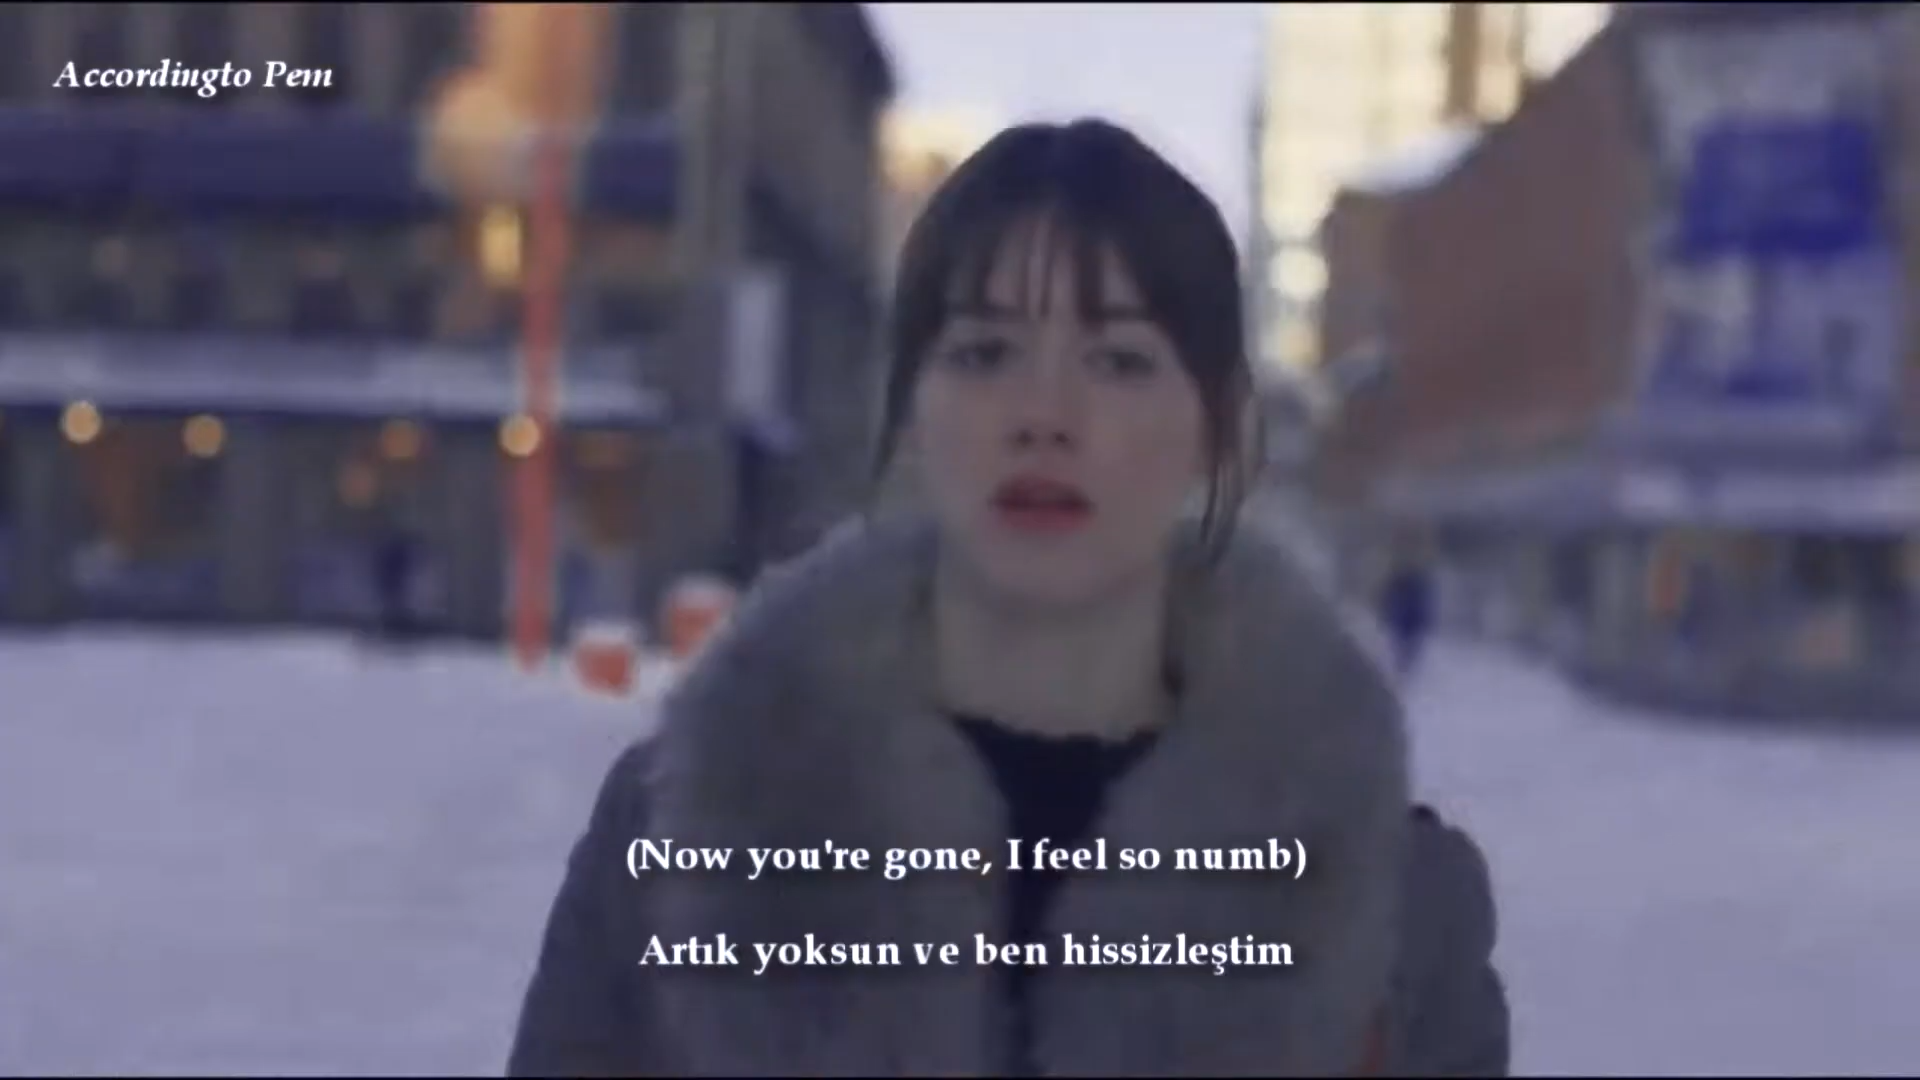 Accordingto Pem
(Now you're gone, I feel so numb)
Artık yoksun ve ben hissizleştim